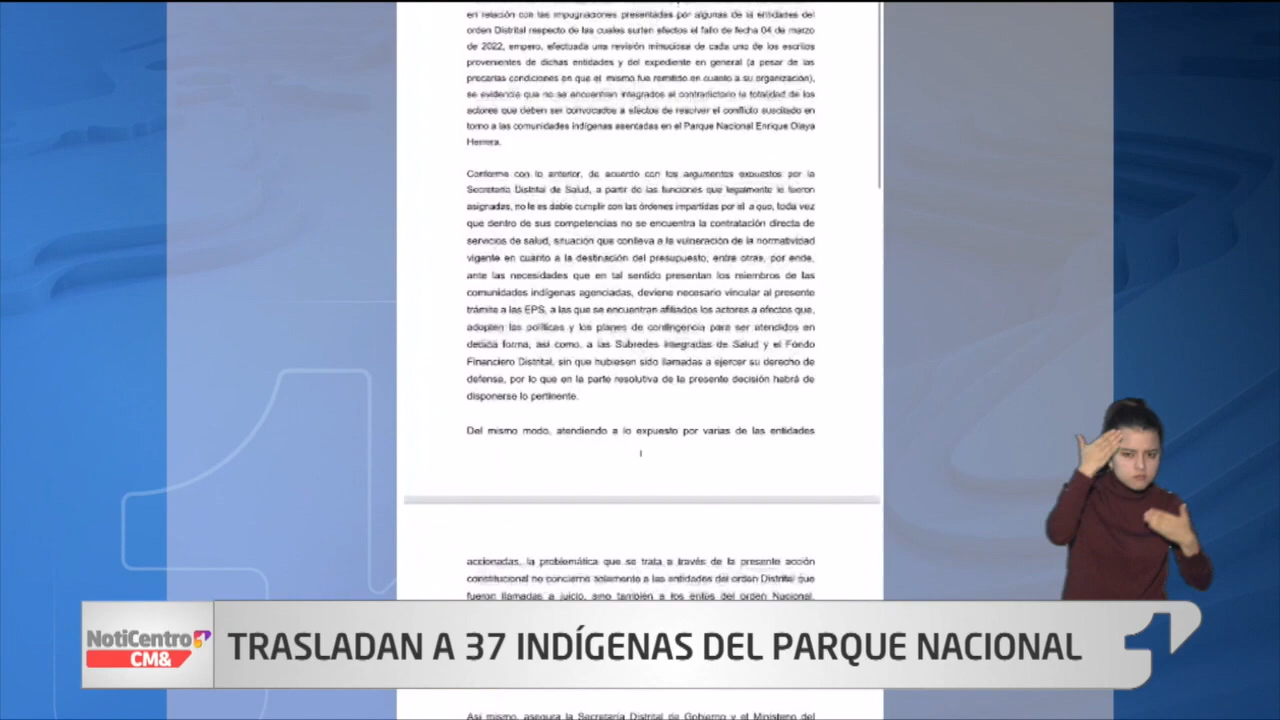 en relación con las impugnaciones presentadas por algunas de la entidades del
orden Distrital respecto de las cuales surten efectos el fallo de fecha 04 de marzo
de 2022, empero, efectuada una revisión minuciosa de cada uno de los escritos
provenientes de dichas entidades y del expediente en general (a pesar de las
precarias condiciones en que el mismo fue remitido en cuanto a su organización),
se evidencia que no se encuentran integrados al contradictorio la totalidad de los
actores que deben ser convocados a efectos de resolver el conflicto suscitado en
torno a las comunidades indígenas asentadas en el Parque Nacional Enrique Olaya
Herrera.
Conforme con lo anterior, de acuerdo con los argumentos expuestos por la
Secretaría Distrital de Salud, a partir de las funciones que legalmente le fueron
asignadas, no le es dable cumplir con las órdenes impartidas por el a quo, toda vez
que dentro de sus competencias no se encuentra la contratación directa de
servicios de salud, situación que conlleva a la vulneración de la normatividad
vigente en cuanto a la destinación del presupuesto, entre otras, por ende,
ante las necesidades que en tal sentido presentan los miembros de las
comunidades indígenas agenciadas, deviene necesario vincular al presente
trámite a las EPS, a las que se encuentran afiliados los actores a efectos que,
adopten las políticas y los planes de contingencia para ser atendidos en
debida forma, así como, a las Subredes Integradas de Salud y el Fondo
Financiero Distrital, sin que hubiesen sido llamadas a ejercer su derecho de
defensa, por lo que en la parte resolutiva de la presente decisión habrá de
disponerse lo pertinente.
Del mismo modo, atendiendo a lo expuesto por varias de las entidades
accionadas, la problemática que se trata a través de la presente acción
constitucional no concierne solamente a las entidades del orden Distrital que
fueron llamadas a juicio, sino también a los entes del orden Nacional,
NotiCentro 1
CM&
TRASLADAN A 37 INDÍGENAS DEL PARQUE NACIONAL
1
Así mismo, asegura la Secretaría Distrital de Gobierno y el Ministerio del